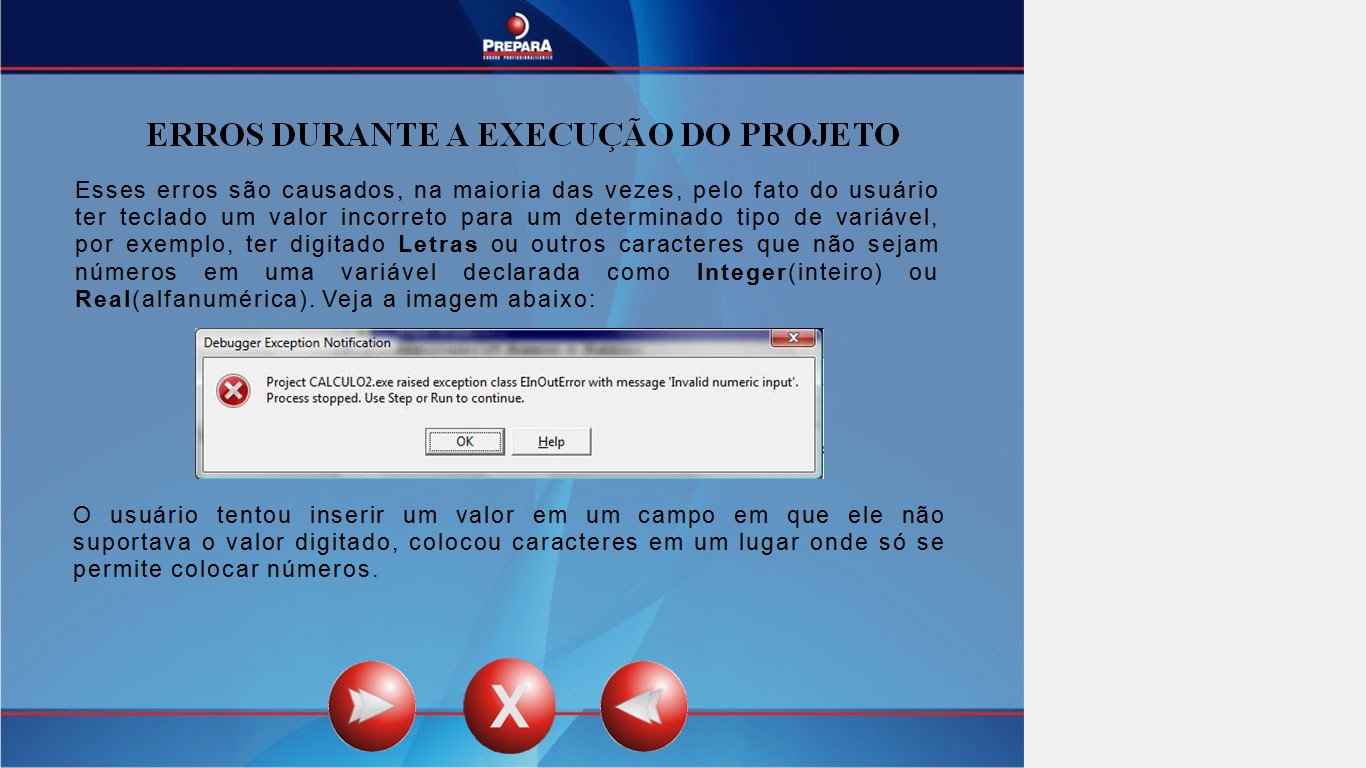 PREPARA
CURSOS PROFISSIONALIZANTES
ERROS DURANTE A EXECUÇÃO DO PROJETO
Esses erros são causados, na maioria das vezes, pelo fato do usuário
ter teclado um valor incorreto para um determinado tipo de variável,
por exemplo, ter digitado Letras ou outros caracteres que não sejam
números em uma variável declarada como Integer(inteiro) ou
Real(alfanumérica). Veja a imagem abaixo:
Debugger Exception Notification
Project CALCULO2.exe raised exception class EInOutError with message 'Invalid numeric input'.
Process stopped. Use Step or Run to continue.
OK Help
O usuário tentou inserir um valor em um campo em que ele não
suportava o valor digitado, colocou caracteres em um lugar onde só se
permite colocar números.
X